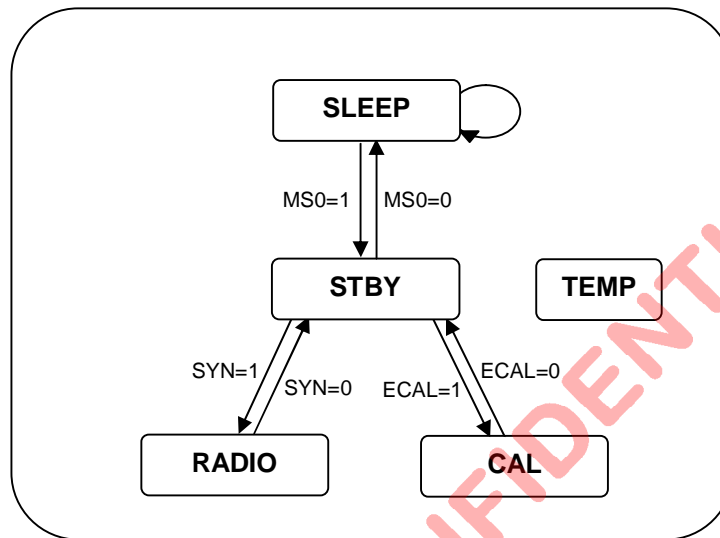 SLEEP
MS0=1 MS0=0
STBY TEMP
SYN=1 SYN=0 ECAL=1 ECAL=0
RADIO CAL